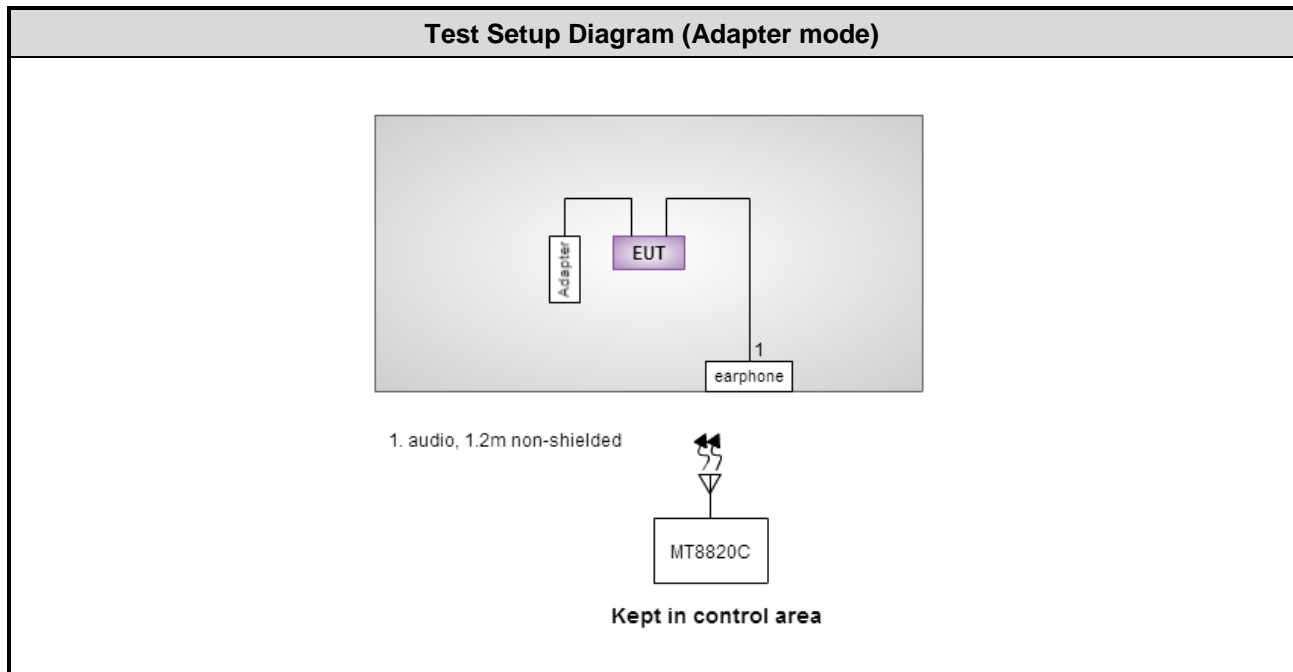 Test Setup Diagram (Adapter mode)
Adapter
EUT
1
earphone
1. audio, 1.2m non-shielded
MT8820C
Kept in control area